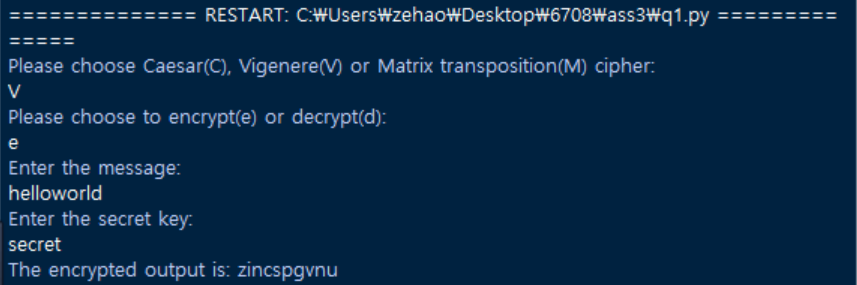 ============== RESTART: C:₩Users₩zehao₩Desktop₩6708₩ass3₩q1.py =========
=====
Please choose Caesar(C), Vigenere(V) or Matrix transposition(M) cipher:
V
Please choose to encrypt(e) or decrypt(d):
e
Enter the message:
helloworld
Enter the secret key:
secret
The encrypted output is: zincspgvnu